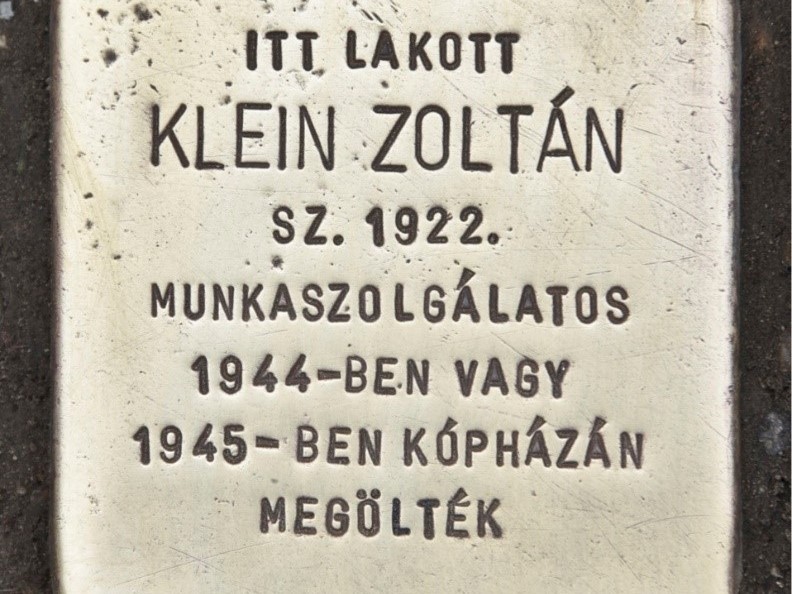 ITT LAKOTT
KLEIN ZOLTÁN
SZ. 1922.
MUNKASZOLGÁLATOS
1944-BEN VAGY
1945-BEN KÓPHÁZÁN
MEGÖLTÉK